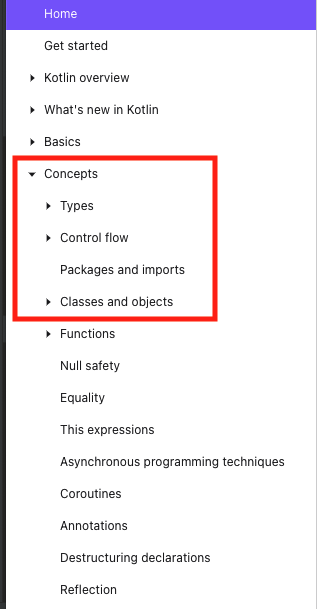 Home
Get started
Kotlin overview
What's new in Kotlin
Basics
Concepts
Types
Control flow
Packages and imports
Classes and objects
Functions
Null safety
Equality
This expressions
Asynchronous programming techniques
Coroutines
Annotations
Destructuring declarations
Reflection